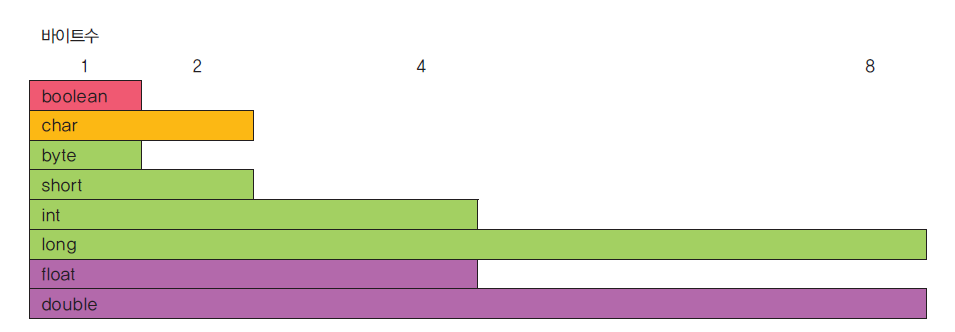 바이트수
1 2 4 8
boolean
char
byte
short
int
long
float
double